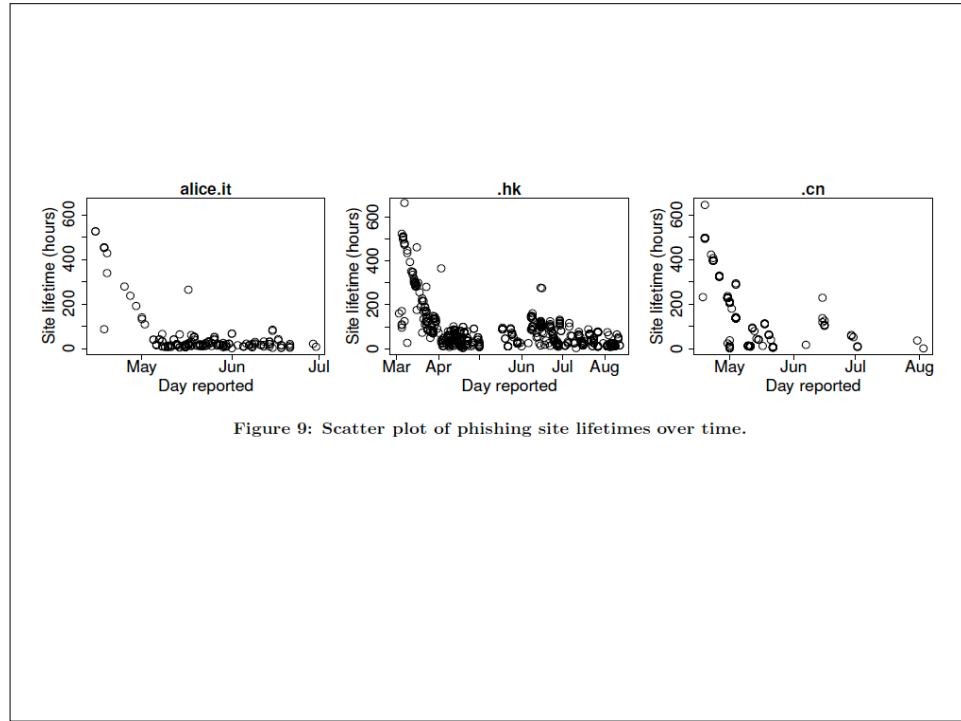 alice.it
Site lifetime (hours)
0 200 400 600
May Jun Jul
Day reported
.hk
Site lifetime (hours)
0 200 400 600
Mar Apr Jun Jul Aug
Day reported
.cn
Site lifetime (hours)
0 200 400 600
May Jun Jul Aug
Day reported
Figure 9: Scatter plot of phishing site lifetimes over time.